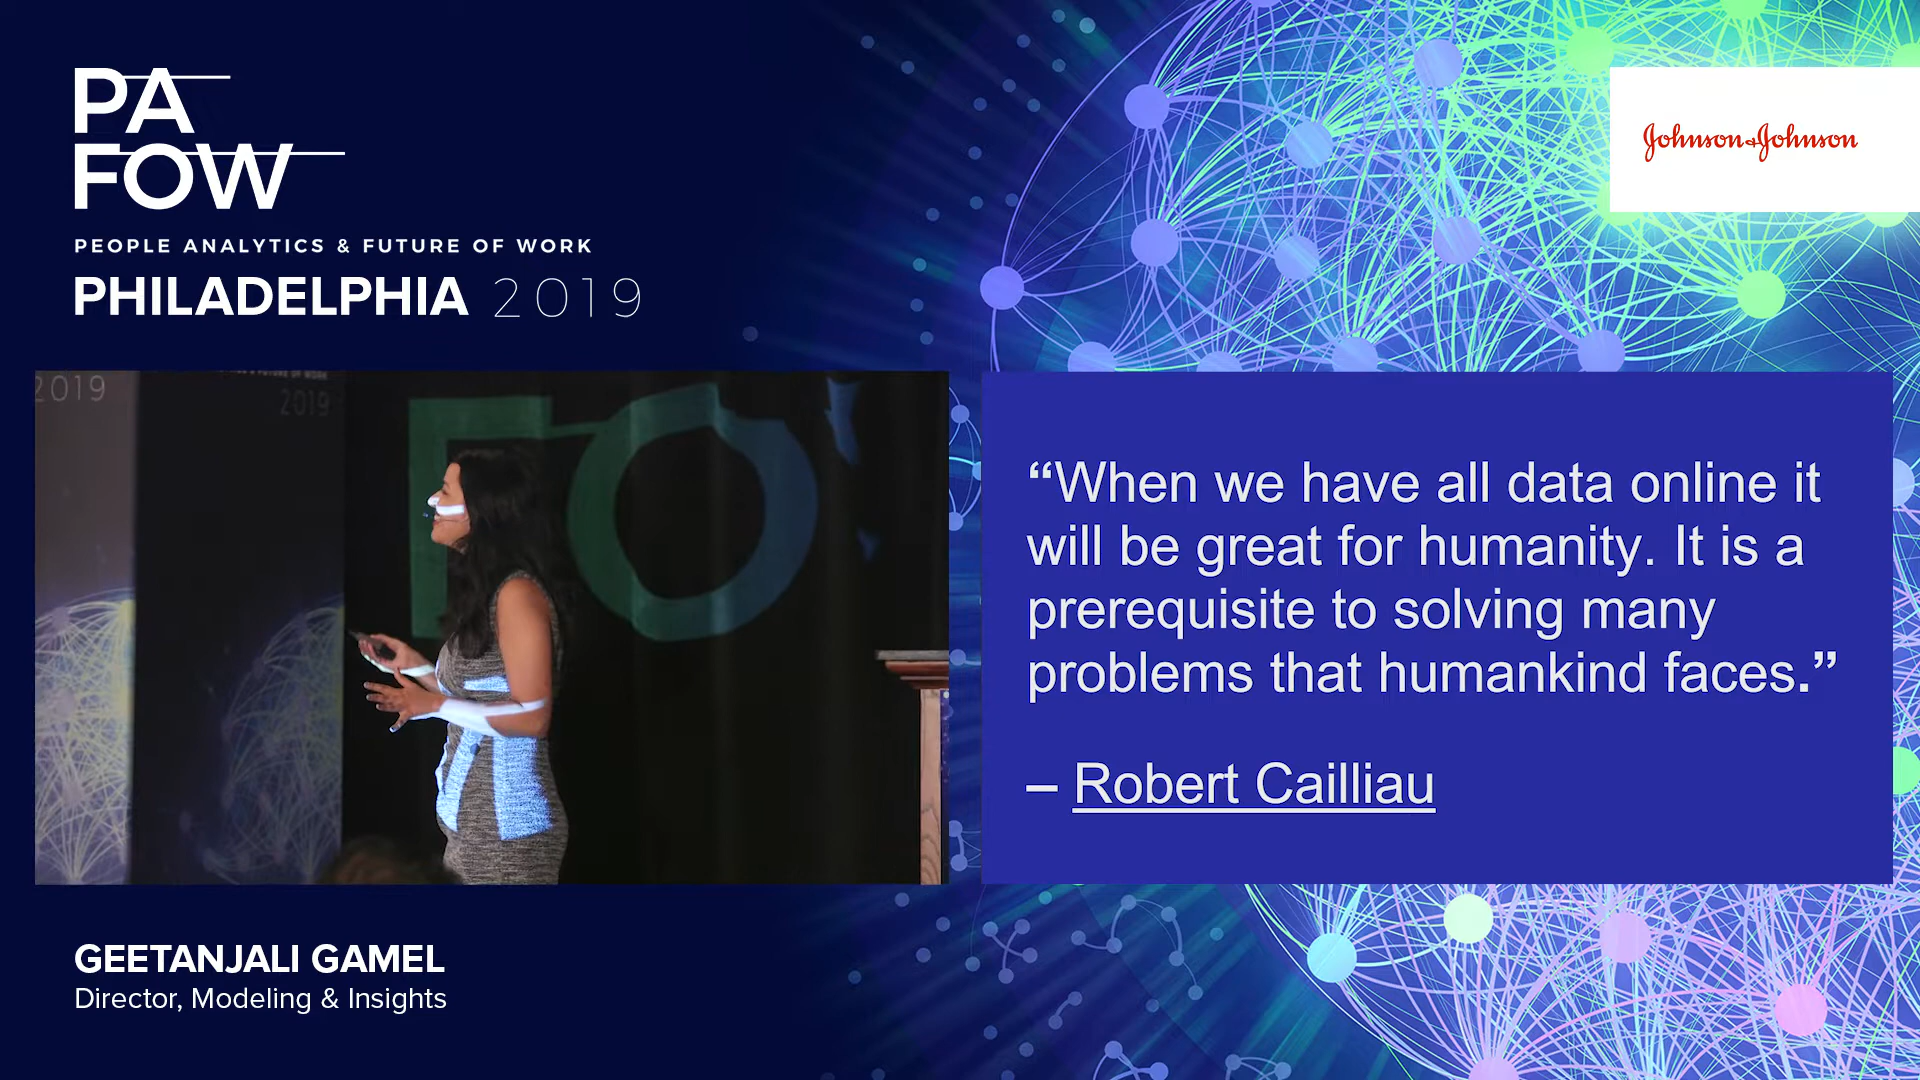 PA
FOW
PEOPLE ANALYTICS & FUTURE OF WORK
PHILADELPHIA 2019
Johnson & Johnson
2019
2019
FO
“When we have all data online it
will be great for humanity. It is a
prerequisite to solving many
problems that humankind faces.”
– Robert Cailliau
GEETANJALI GAMEL
Director, Modeling & Insights